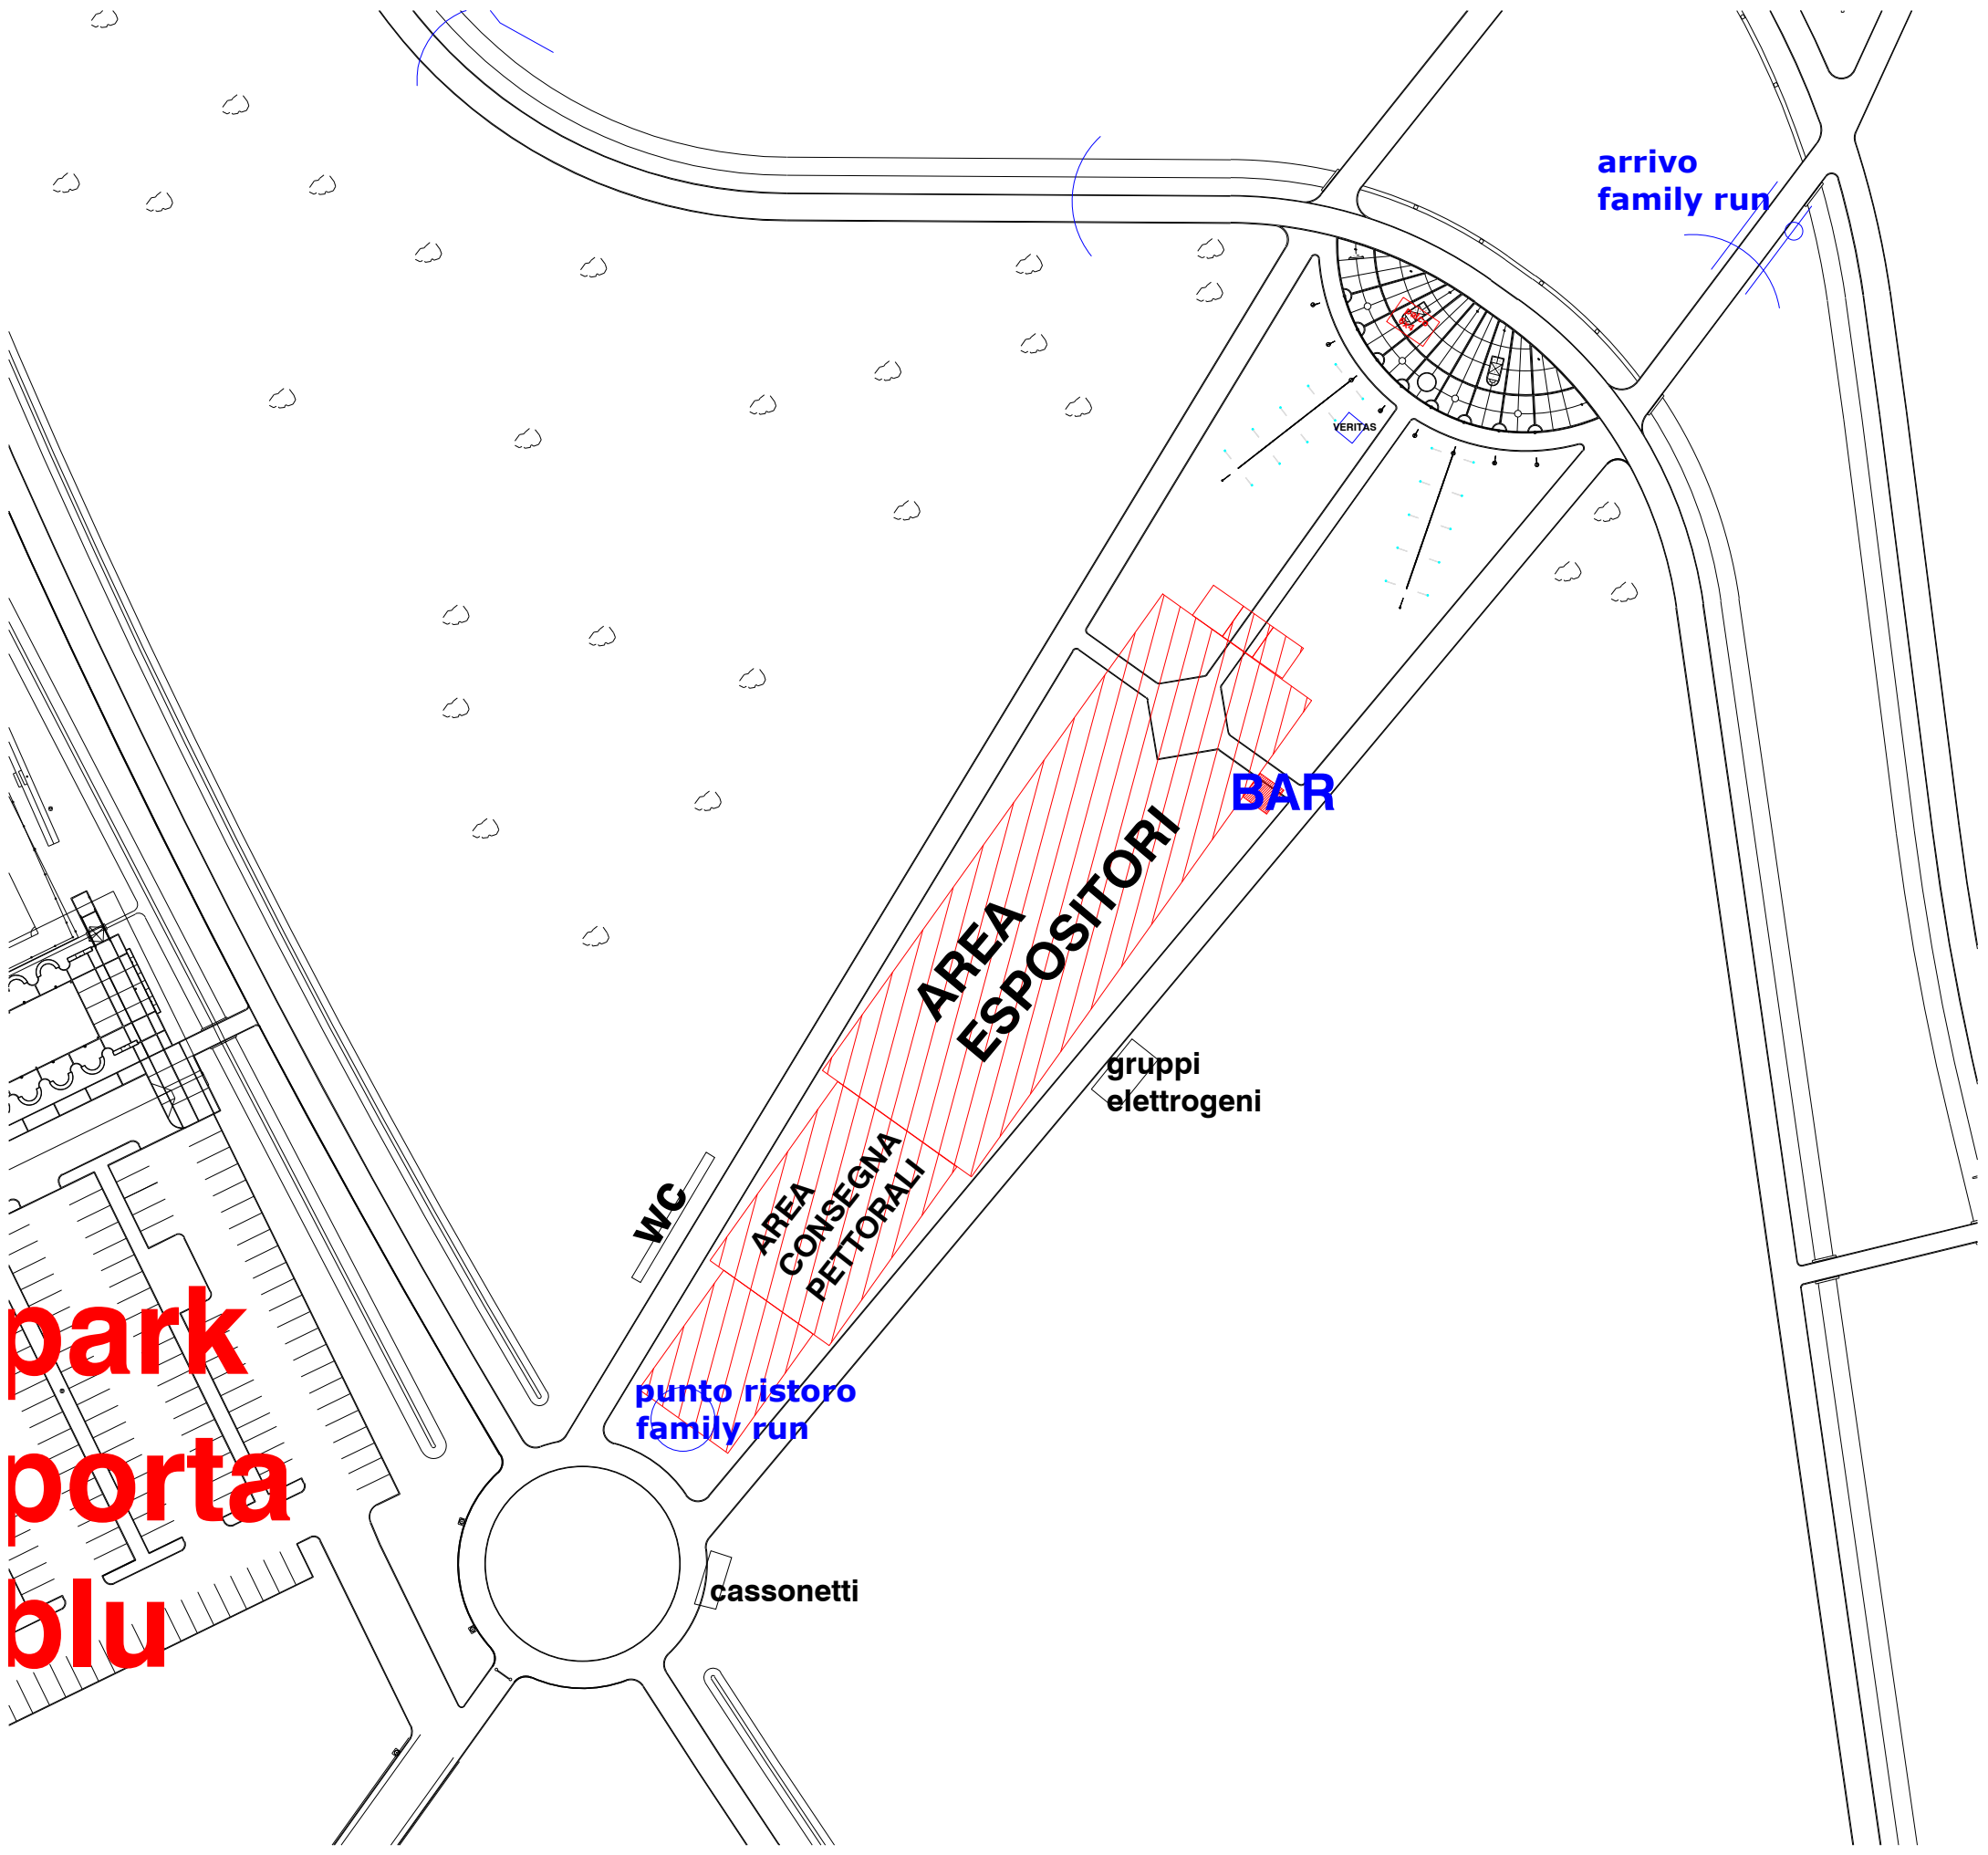 arrivo
family run
VERITAS
BAR
AREA
ESPOSITORI
gruppi
elettrogeni
AREA
CONSEGNA
PETTORALI
WC
park
porta
blu
punto ristoro
family run
cassonetti